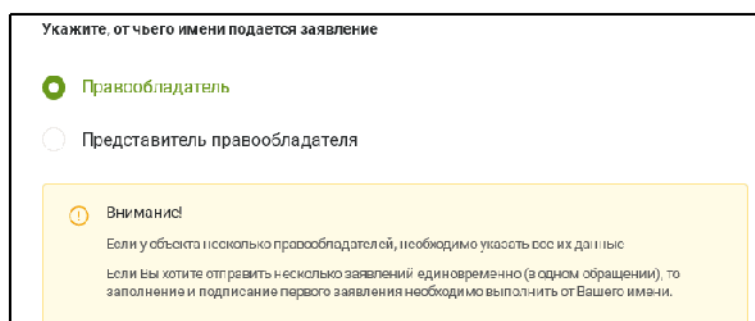 Укажите, от чьего имени подается заявление
Правообладатель
Представитель правообладателя
Внимание!
Если у объекта несколько правообладателей, необходимо указать все их данные
Если Вы хотите отправить несколько заявлений единовременно (в одном обращении), то
заполнение и подписание первого заявления необходимо выполнить от Вашего имени.